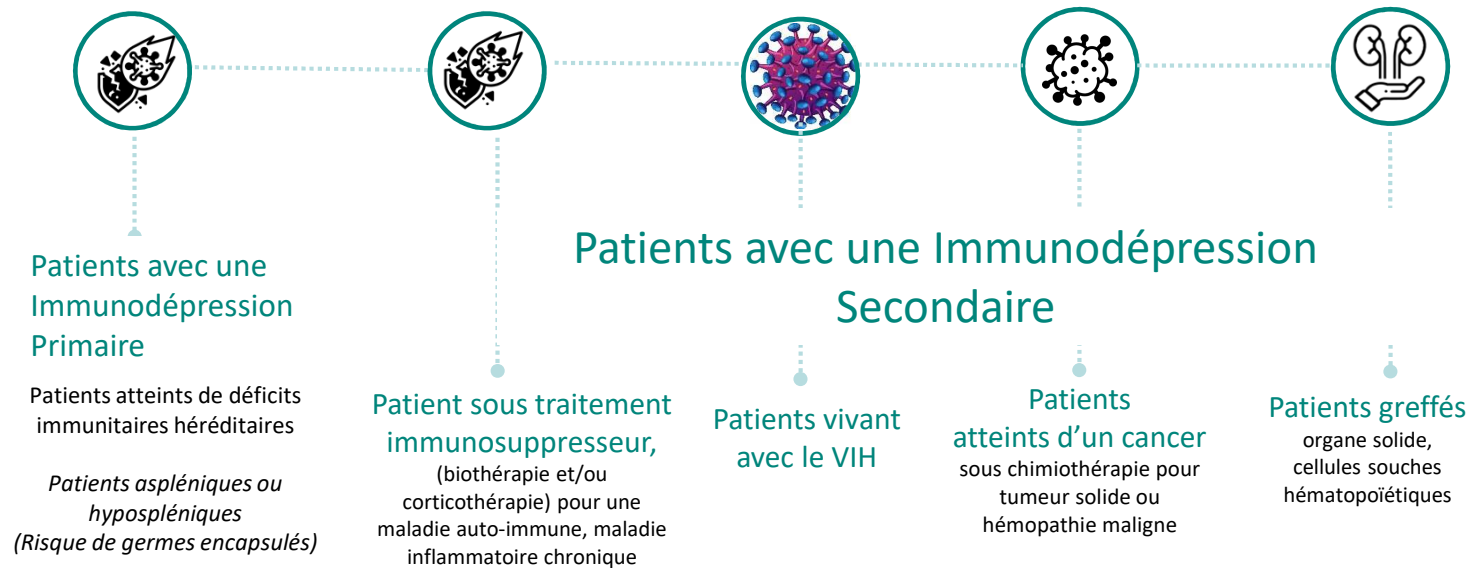 Patients avec une
Immunodépression
Primaire
Patients atteints de déficits
immunitaires héréditaires
Patients aspléniques ou
hypospléniques
(Risque de germes encapsulés)
Patients avec une Immunodépression
Secondaire
Patient sous traitement
immunosuppresseur,
(biothérapie et/ou
corticothérapie) pour une
maladie auto-immune, maladie
inflammatoire chronique
Patients vivant
avec le VIH
Patients
atteints d’un cancer
sous chimiothérapie pour
tumeur solide ou
hémopathie maligne
Patients greffés
organe solide,
cellules souches
hématopoïétiques